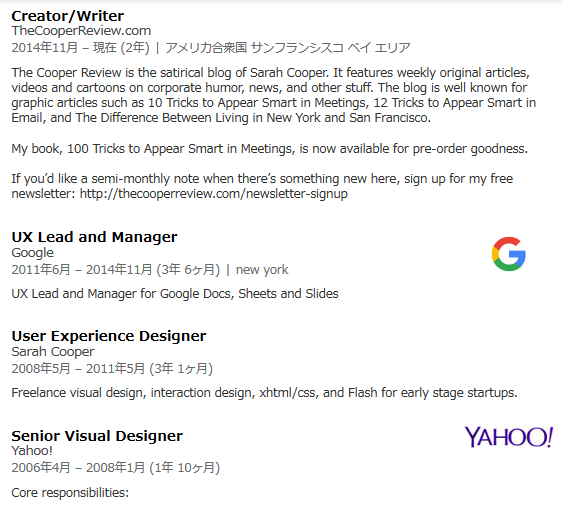 Creator/Writer
TheCooperReview.com
2014年11月 – 現在 (2年) | アメリカ合衆国 サンフランシスコ ベイ エリア
The Cooper Review is the satirical blog of Sarah Cooper. It features weekly original articles,
videos and cartoons on corporate humor, news, and other stuff. The blog is well known for
graphic articles such as 10 Tricks to Appear Smart in Meetings, 12 Tricks to Appear Smart in
Email, and The Difference Between Living in New York and San Francisco.
My book, 100 Tricks to Appear Smart in Meetings, is now available for pre-order goodness.
If you’d like a semi-monthly note when there’s something new here, sign up for my free
newsletter: http://thecooperreview.com/newsletter-signup
UX Lead and Manager
Google
2011年6月 – 2014年11月 (3年 6ヶ月) | new york
G
UX Lead and Manager for Google Docs, Sheets and Slides
User Experience Designer
Sarah Cooper
2008年5月 – 2011年5月 (3年 1ヶ月)
Freelance visual design, interaction design, xhtml/css, and Flash for early stage startups.
Senior Visual Designer
YAHOO!
Yahoo!
2006年4月 – 2008年1月 (1年 10ヶ月)
Core responsibilities: